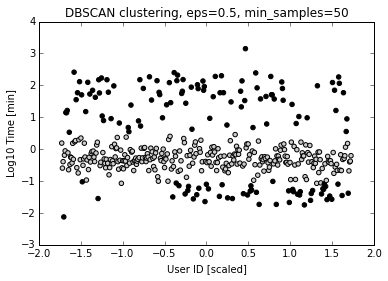 DBSCAN clustering, eps=0.5, min_samples=50
4
3
2
1
0
−1
−2
−3
Log10 Time [min]
−2.0 −1.5 −1.0 −0.5 0.0 0.5 1.0 1.5 2.0
User ID [scaled]